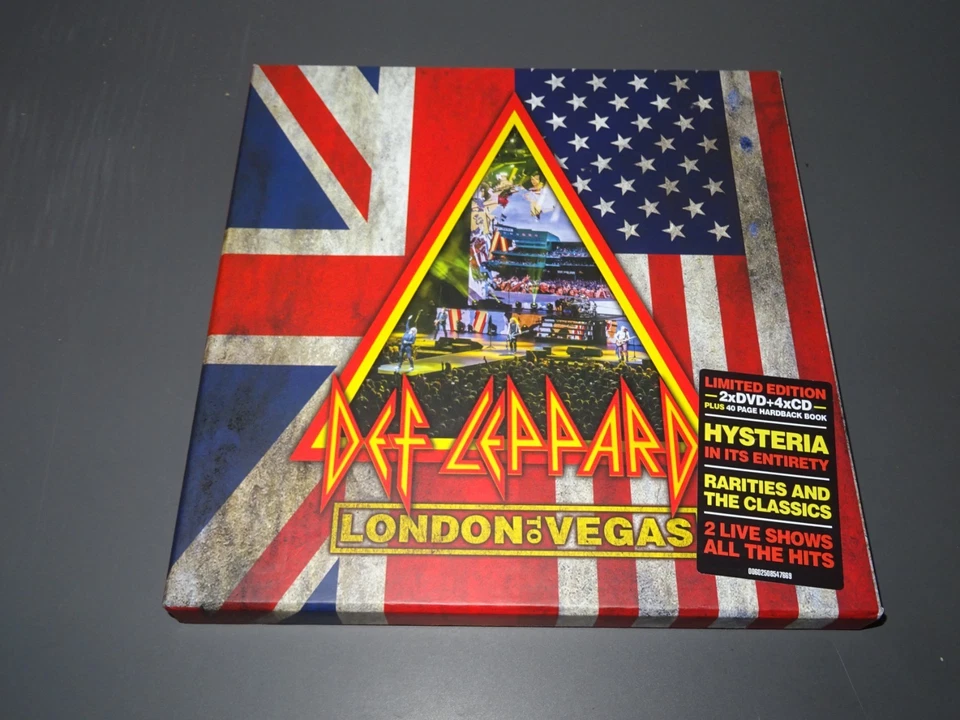 DEF LEPPARD
LONDON TO VEGAS
LIMITED EDITION
2xDVD+4xCD
PLUS 40 PAGE HARDBACK BOOK
HYSTERIA
IN ITS ENTIRETY
RARITIES AND
THE CLASSICS
2 LIVE SHOWS
ALL THE HITS